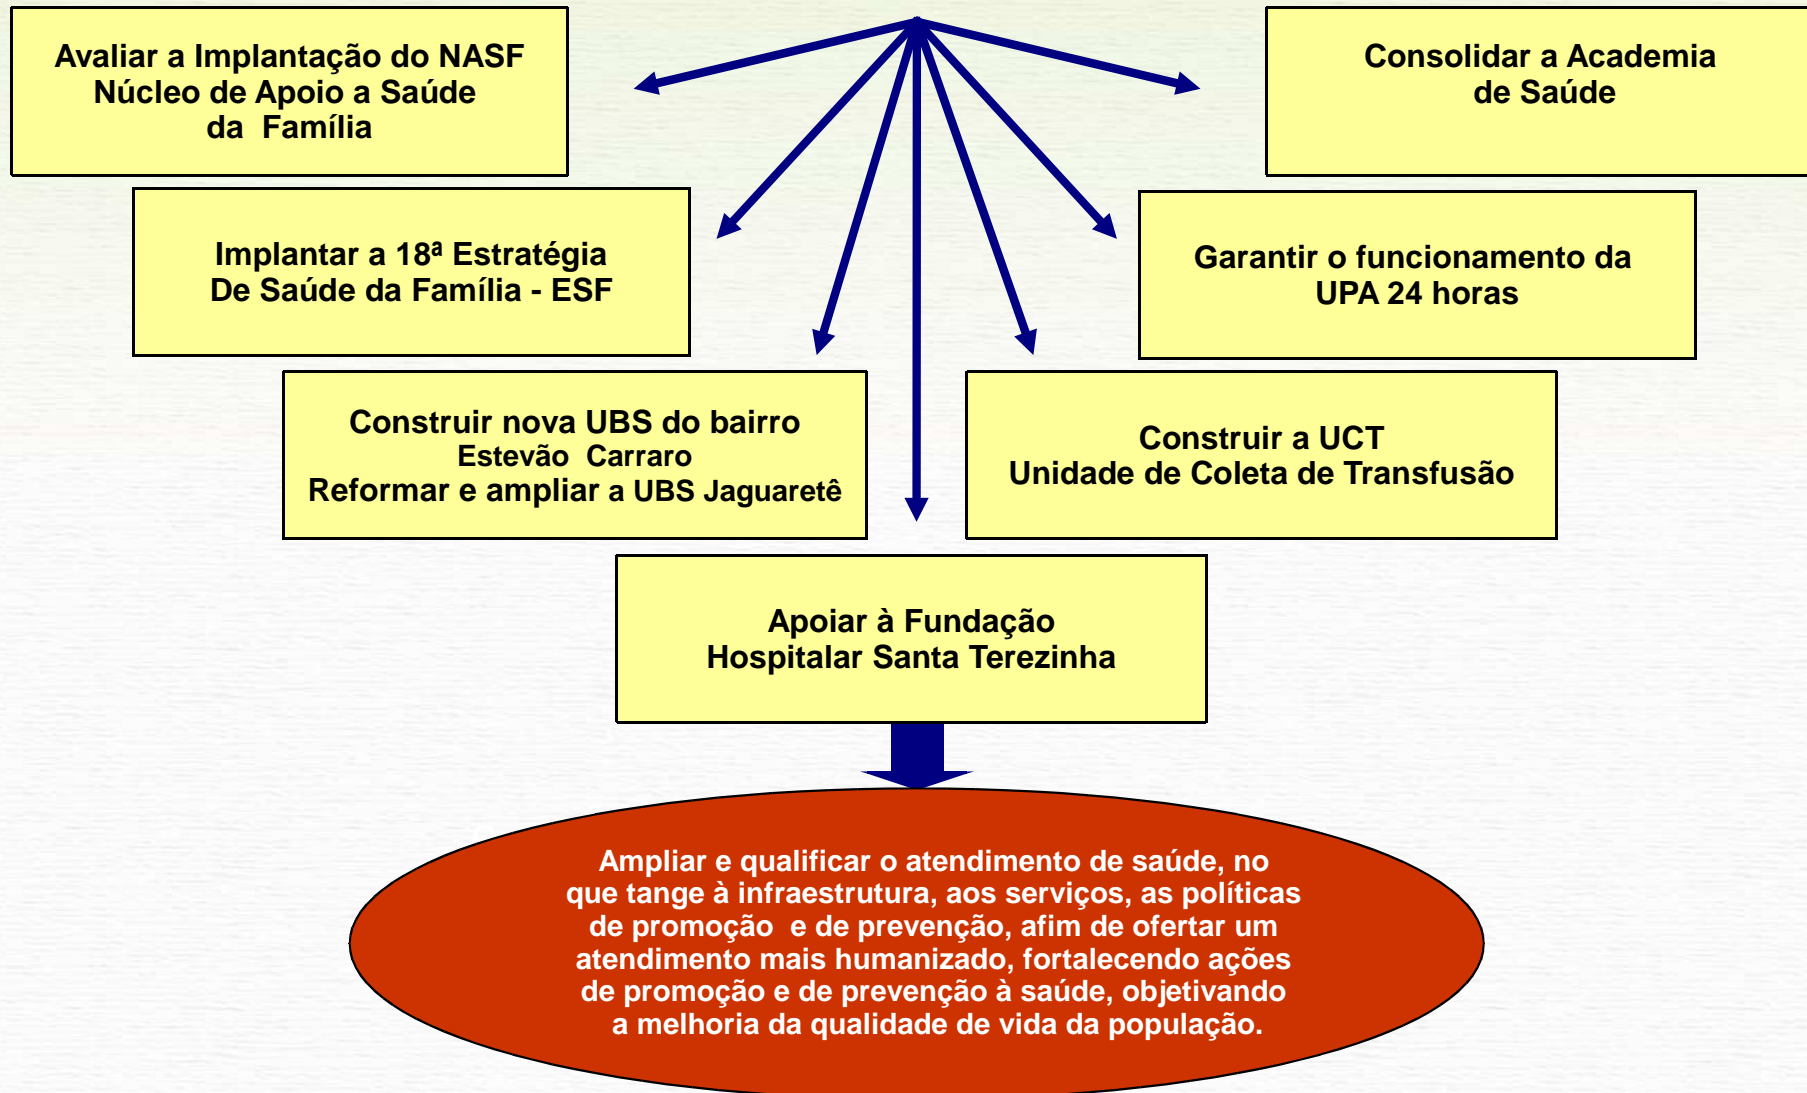 Avaliar a Implantação do NASF
Núcleo de Apoio a Saúde
da Família
Consolidar a Academia
de Saúde
Implantar a 18ª Estratégia
De Saúde da Família - ESF
Garantir o funcionamento da
UPA 24 horas
Construir nova UBS do bairro
Estevão Carraro
Reformar e ampliar a UBS Jaguaretê
Construir a UCT
Unidade de Coleta de Transfusão
Apoiar à Fundação
Hospitalar Santa Terezinha
Ampliar e qualificar o atendimento de saúde, no
que tange à infraestrutura, aos serviços, as políticas
de promoção e de prevenção, afim de ofertar um
atendimento mais humanizado, fortalecendo ações
de promoção e de prevenção à saúde, objetivando
a melhoria da qualidade de vida da população.